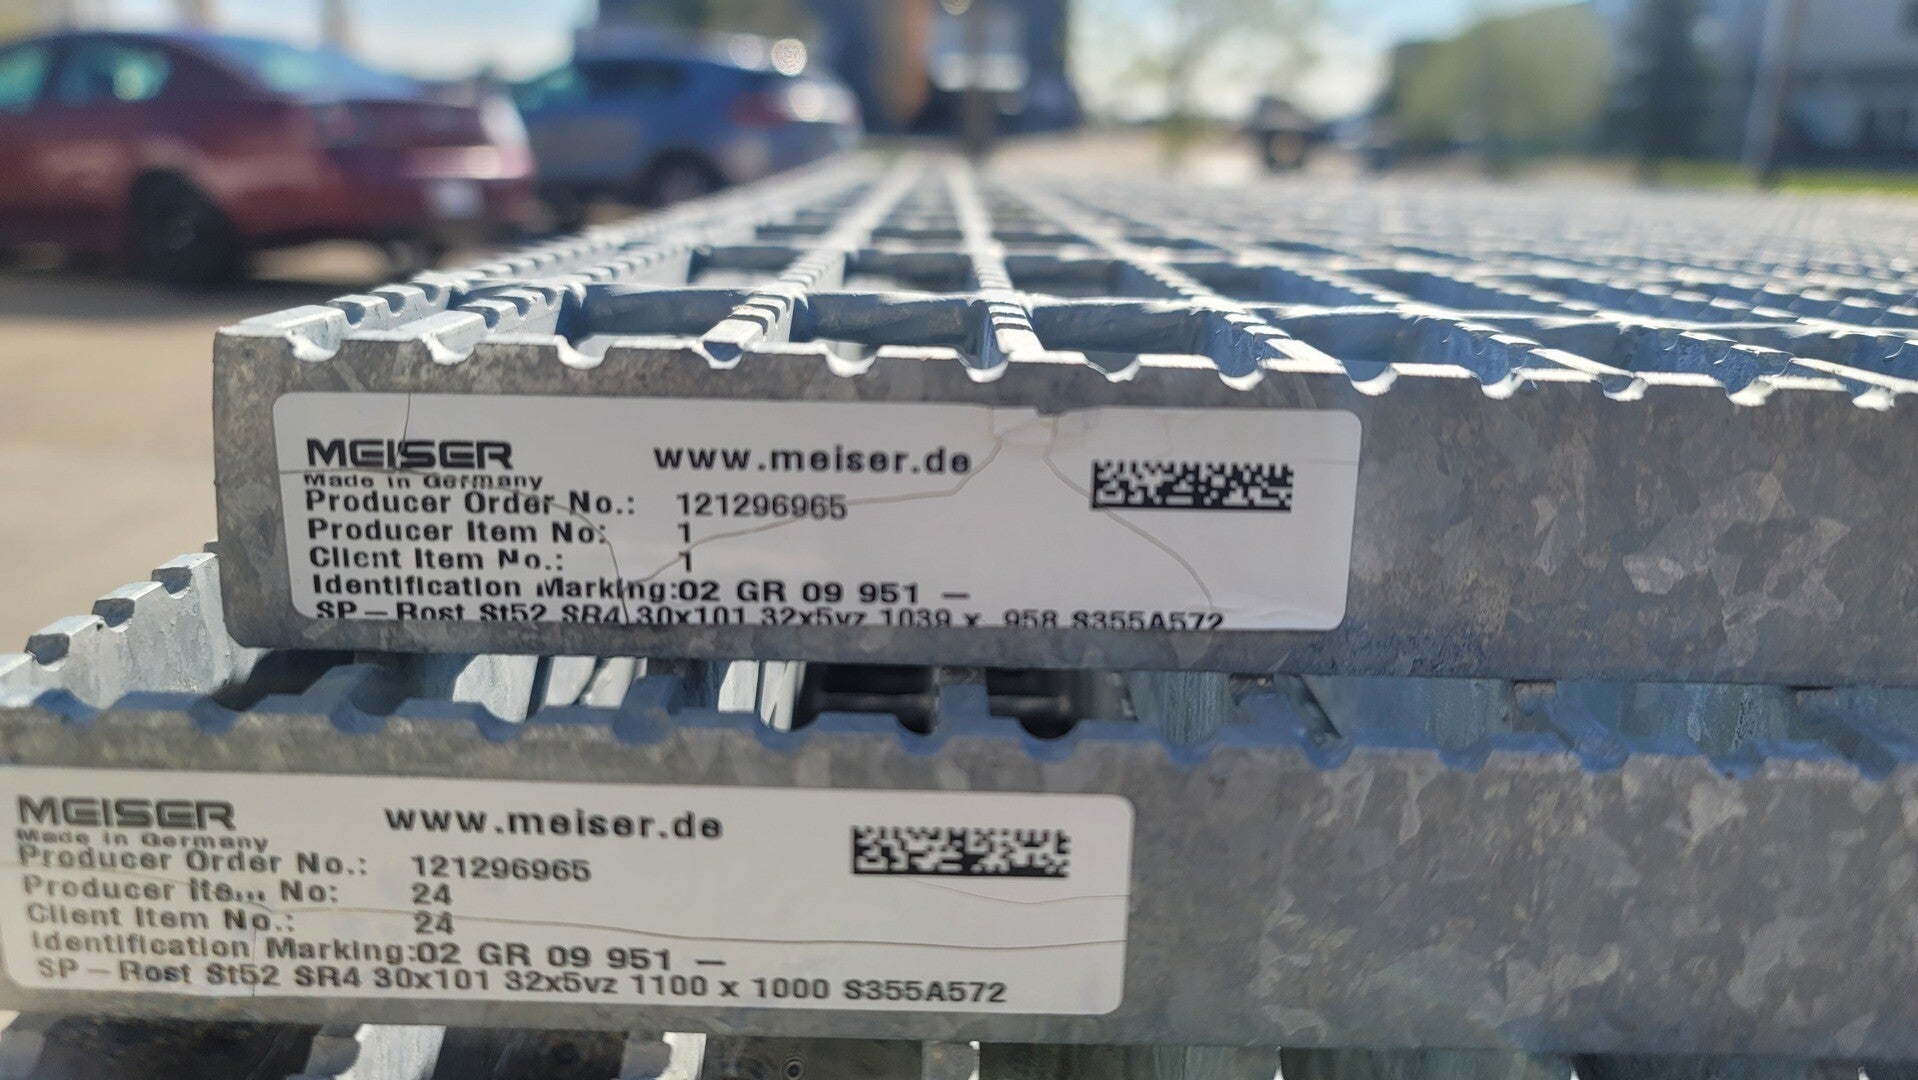 MEISER www.meiser.de
Made in Germany
Producer Order No.: 121296965
Producer Item No: 1
Client Item No.: 1
Identification Marking:02 GR 09 951 –
SP – Rost St52 SR4 30x101 32x5vz 1039 x 958 S355A572
MEISER www.meiser.de
Made in Germany
Producer Order No.: 121296965
Producer Item No: 24
Client Item No.: 24
Identification Marking:02 GR 09 951 –
SP – Rost St52 SR4 30x101 32x5vz 1100 x 1000 S355A572